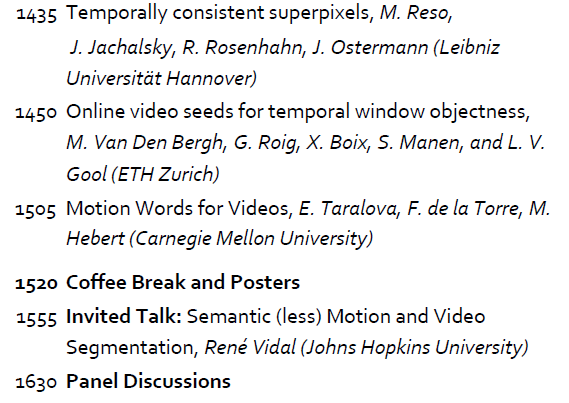 1435 Temporally consistent superpixels, M. Reso,
J. Jachalsky, R. Rosenhahn, J. Ostermann (Leibniz
Universität Hannover)
1450 Online video seeds for temporal window objectness,
M. Van Den Bergh, G. Roig, X. Boix, S. Manen, and L. V.
Gool (ETH Zurich)
1505 Motion Words for Videos, E. Taralova, F. de la Torre, M.
Hebert (Carnegie Mellon University)
1520 Coffee Break and Posters
1555 Invited Talk: Semantic (less) Motion and Video
Segmentation, René Vidal (Johns Hopkins University)
1630 Panel Discussions